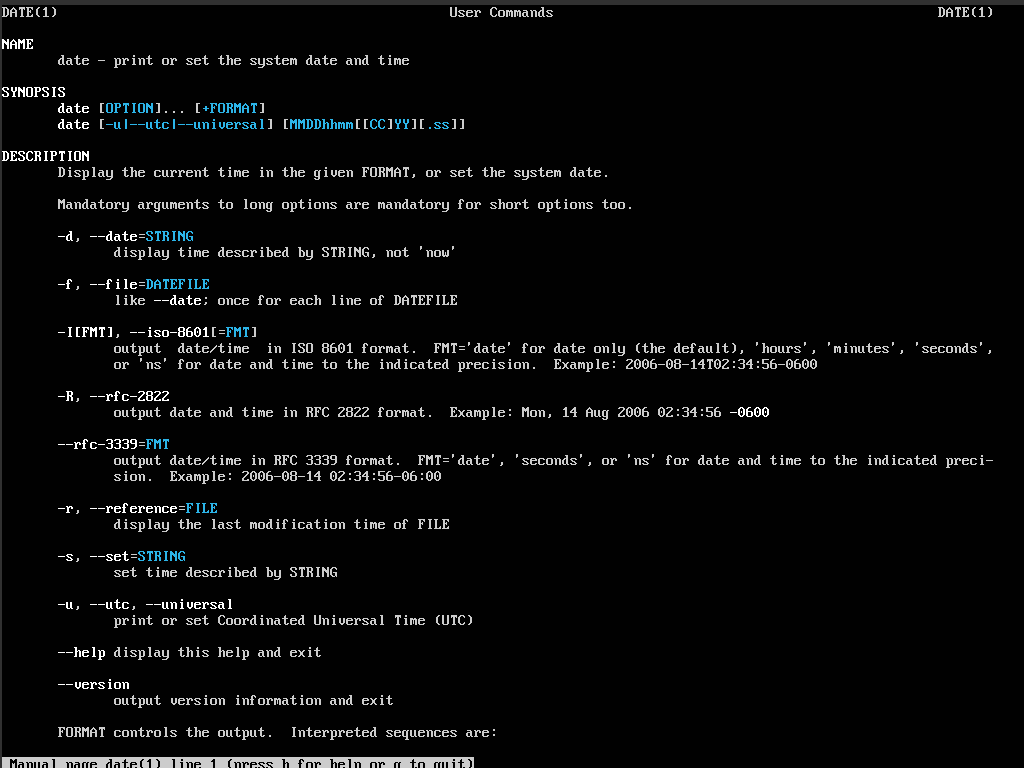 DATE(1) User Commands DATE(1)
NAME
date - print or set the system date and time
SYNOPSIS
date [OPTION]... [+FORMAT]
date [-u|--utc|--universal] [MMDDhhmm[[CC]YY][.ss]]
DESCRIPTION
Display the current time in the given FORMAT, or set the system date.
Mandatory arguments to long options are mandatory for short options too.
-d, --date=STRING
display time described by STRING, not 'now'
-f, --file=DATEFILE
like --date; once for each line of DATEFILE
-I[FMT], --iso-8601[=FMT]
output date/time in ISO 8601 format. FMT='date' for date only (the default), 'hours', 'minutes', 'seconds',
or 'ns' for date and time to the indicated precision. Example: 2006-08-14T02:34:56-0600
-R, --rfc-2822
output date and time in RFC 2822 format. Example: Mon, 14 Aug 2006 02:34:56 -0600
--rfc-3339=FMT
output date/time in RFC 3339 format. FMT='date', 'seconds', or 'ns' for date and time to the indicated preci-
sion. Example: 2006-08-14 02:34:56-06:00
-r, --reference=FILE
display the last modification time of FILE
-s, --set=STRING
set time described by STRING
-u, --utc, --universal
print or set Coordinated Universal Time (UTC)
--help display this help and exit
--version
output version information and exit
FORMAT controls the output. Interpreted sequences are:
Manual page date(1) line 1 (press h for help or q to quit)